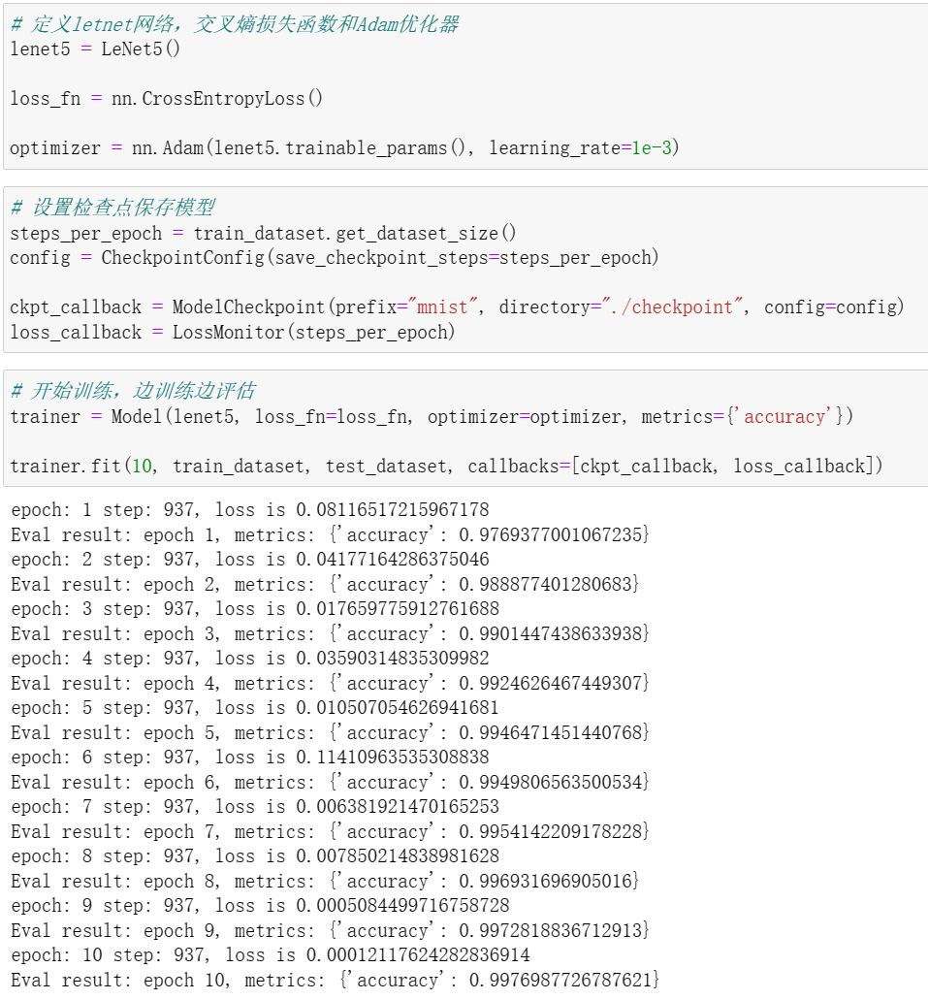 # 定义letnet网络，交叉熵损失函数和Adam优化器
lenet5 = LeNet5()
loss_fn = nn.CrossEntropyLoss()
optimizer = nn.Adam(lenet5.trainable_params(), learning_rate=1e-3)
# 设置检查点保存模型
steps_per_epoch = train_dataset.get_dataset_size()
config = CheckpointConfig(save_checkpoint_steps=steps_per_epoch)
ckpt_callback = ModelCheckpoint(prefix="mnist", directory="./checkpoint", config=config)
loss_callback = LossMonitor(steps_per_epoch)
# 开始训练，边训练边评估
trainer = Model(lenet5, loss_fn=loss_fn, optimizer=optimizer, metrics={'accuracy'})
trainer.fit(10, train_dataset, test_dataset, callbacks=[ckpt_callback, loss_callback])
epoch: 1 step: 937, loss is 0.08116517215967178
Eval result: epoch 1, metrics: {'accuracy': 0.9769377001067235}
epoch: 2 step: 937, loss is 0.04177164286375046
Eval result: epoch 2, metrics: {'accuracy': 0.988877401280683}
epoch: 3 step: 937, loss is 0.017659775912761688
Eval result: epoch 3, metrics: {'accuracy': 0.9901447438633938}
epoch: 4 step: 937, loss is 0.03590314835309982
Eval result: epoch 4, metrics: {'accuracy': 0.9924626467449307}
epoch: 5 step: 937, loss is 0.010507054626941681
Eval result: epoch 5, metrics: {'accuracy': 0.9946471451440768}
epoch: 6 step: 937, loss is 0.11410963535308838
Eval result: epoch 6, metrics: {'accuracy': 0.9949806563500534}
epoch: 7 step: 937, loss is 0.006381921470165253
Eval result: epoch 7, metrics: {'accuracy': 0.9954142209178228}
epoch: 8 step: 937, loss is 0.007850214838981628
Eval result: epoch 8, metrics: {'accuracy': 0.996931696905016}
epoch: 9 step: 937, loss is 0.0005084499716758728
Eval result: epoch 9, metrics: {'accuracy': 0.9972818836712913}
epoch: 10 step: 937, loss is 0.00012117624282836914
Eval result: epoch 10, metrics: {'accuracy': 0.9976987726787621}